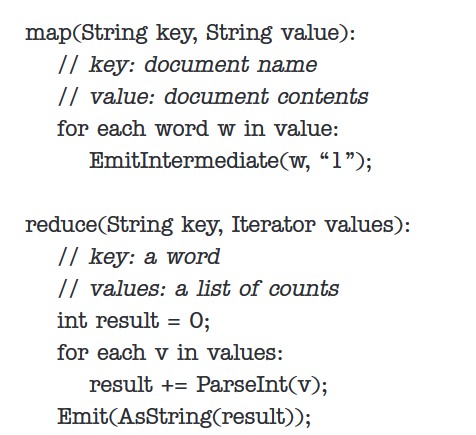 map(String key, String value):
// key: document name
// value: document contents
for each word w in value:
EmitIntermediate(w, “1”);
reduce(String key, Iterator values):
// key: a word
// values: a list of counts
int result = 0;
for each v in values:
result += ParseInt(v);
Emit(AsString(result));